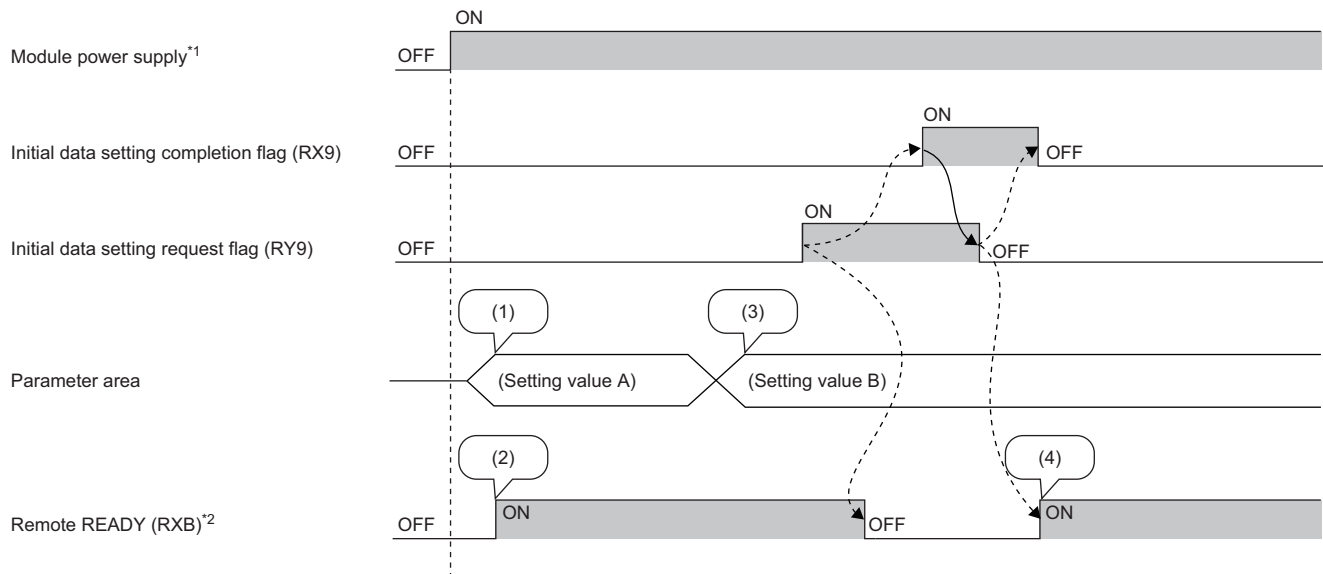 ON
Module power supply*1
OFF
ON
Initial data setting completion flag (RX9)
OFF
OFF
ON
Initial data setting request flag (RY9)
OFF
OFF
(1)
(3)
Parameter area
(Setting value A)
(Setting value B)
(2)
(4)
ON
ON
Remote READY (RXB)*2
OFF
OFF